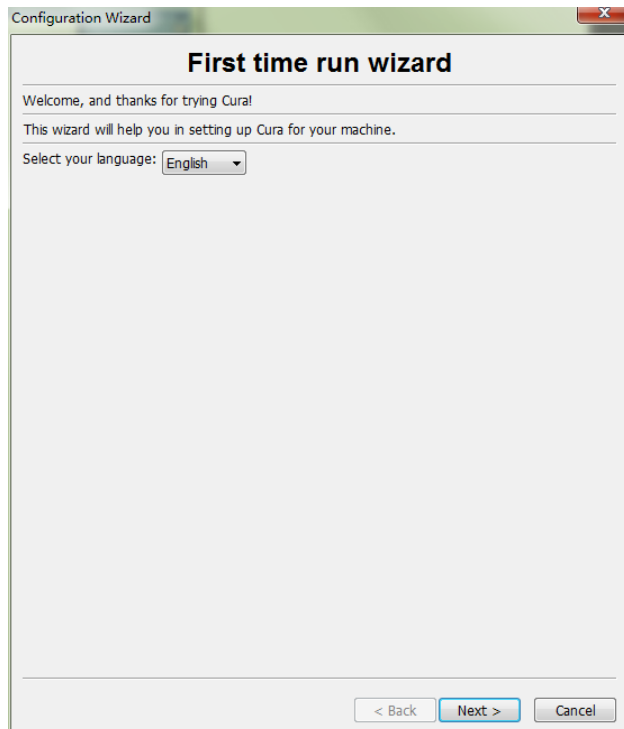 Configuration Wizard
First time run wizard
Welcome, and thanks for trying Cura!
This wizard will help you in setting up Cura for your machine.
Select your language: English
< Back Next > Cancel